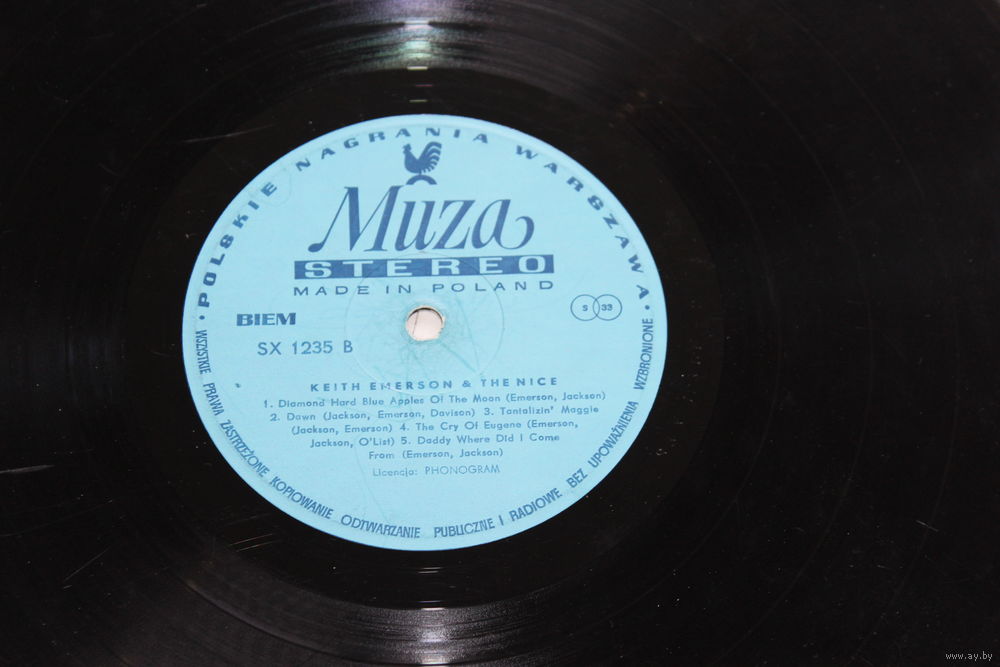 • POLSKIE NAGRANIA WARSZAWA •
Muza
STEREO
MADE IN POLAND
BIEM
S 33
SX 1235 B
KEITH EMERSON & THE NICE
1. Diamond Hard Blue Apples Of The Moon (Emerson, Jackson)
2. Dawn (Jackson, Emerson, Davison) 3. Tantalizin' Maggie
(Jackson, Emerson) 4. The Cry Of Eugene (Emerson,
Jackson, O'List) 5. Daddy Where Did I Come
From (Emerson, Jackson)
Licencja: PHONOGRAM
WSZYSTKIE PRAWA ZASTRZEŻONE KOPIOWANIE ODTWARZANIE PUBLICZNE I RADIOWE BEZ UPOWAŻNIENIA WZBRONIONE
www.ay.by